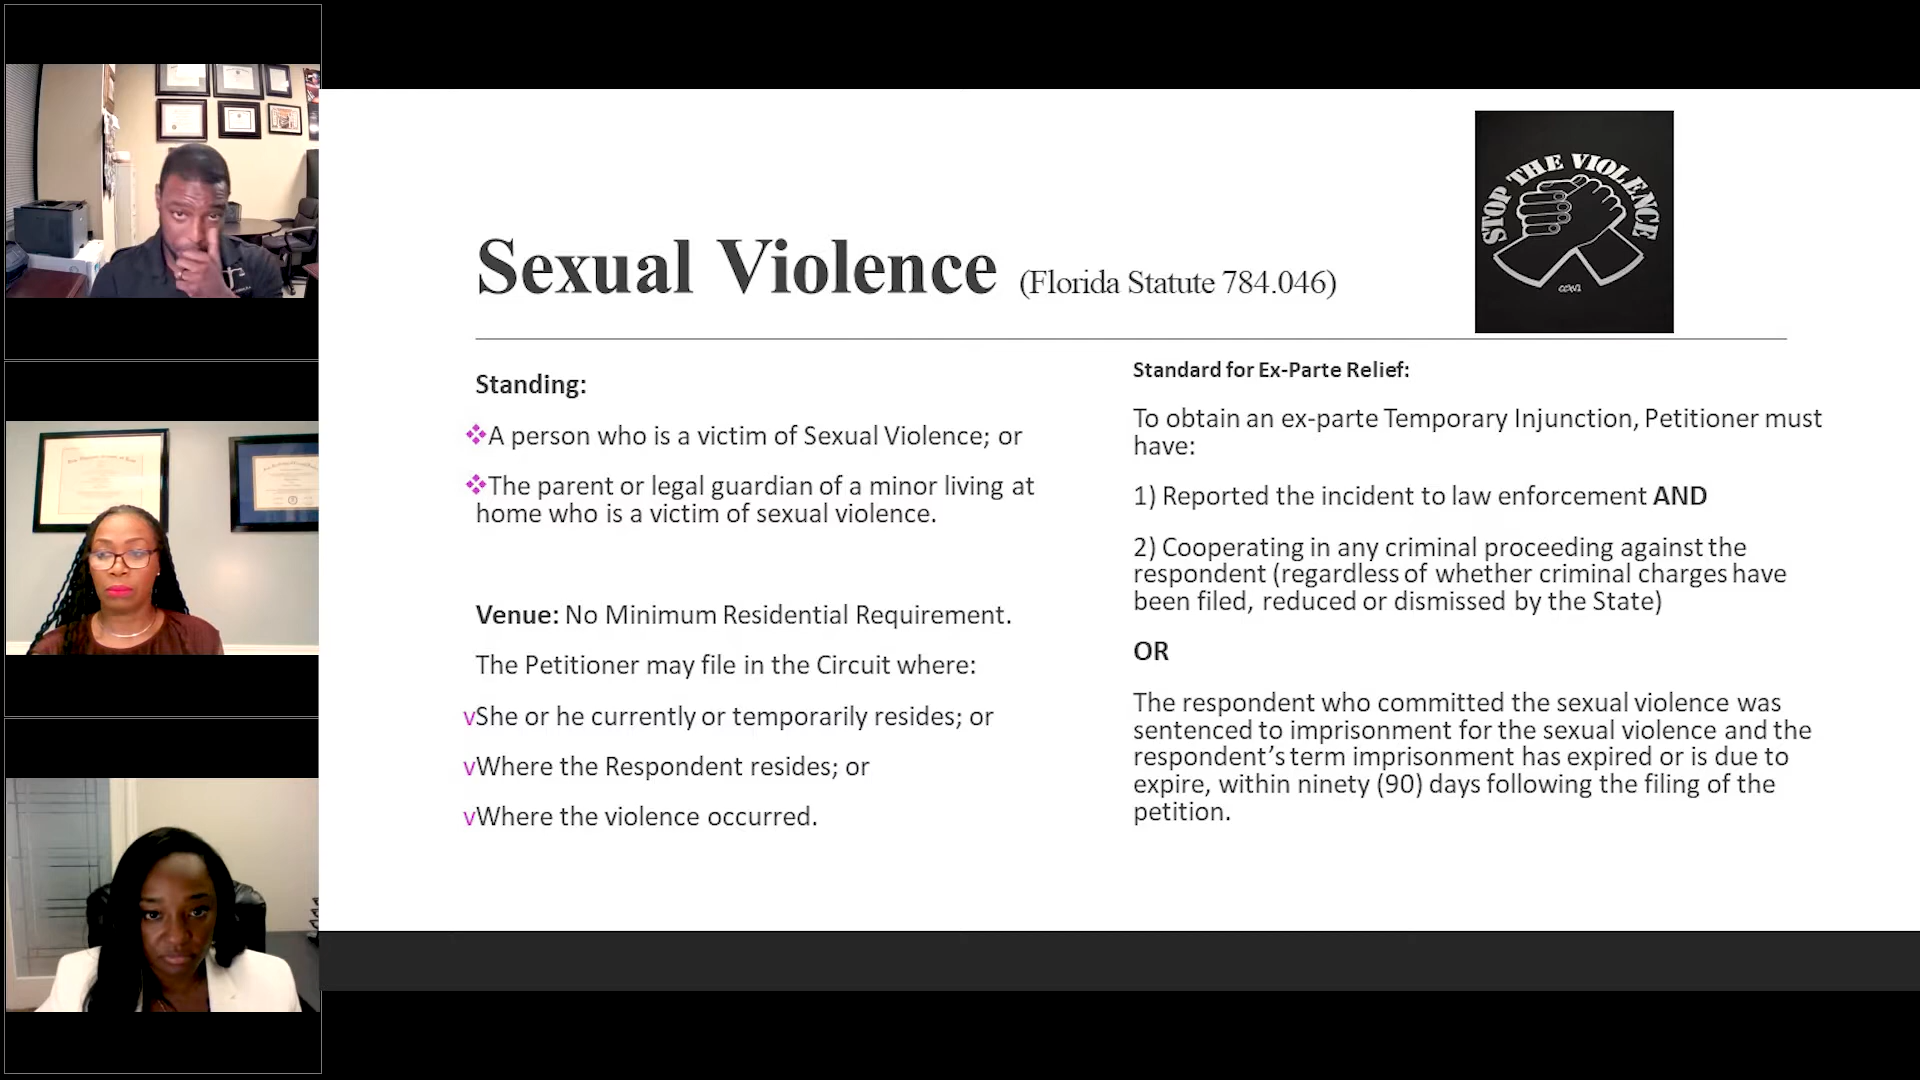 Sexual Violence (Florida Statute 784.046)
STOP THE VIOLENCE
Standing:
❖A person who is a victim of Sexual Violence; or
❖The parent or legal guardian of a minor living at
home who is a victim of sexual violence.
Venue: No Minimum Residential Requirement.
The Petitioner may file in the Circuit where:
vShe or he currently or temporarily resides; or
vWhere the Respondent resides; or
vWhere the violence occurred.
Standard for Ex-Parte Relief:
To obtain an ex-parte Temporary Injunction, Petitioner must
have:
1) Reported the incident to law enforcement AND
2) Cooperating in any criminal proceeding against the
respondent (regardless of whether criminal charges have
been filed, reduced or dismissed by the State)
OR
The respondent who committed the sexual violence was
sentenced to imprisonment for the sexual violence and the
respondent’s term imprisonment has expired or is due to
expire, within ninety (90) days following the filing of the
petition.